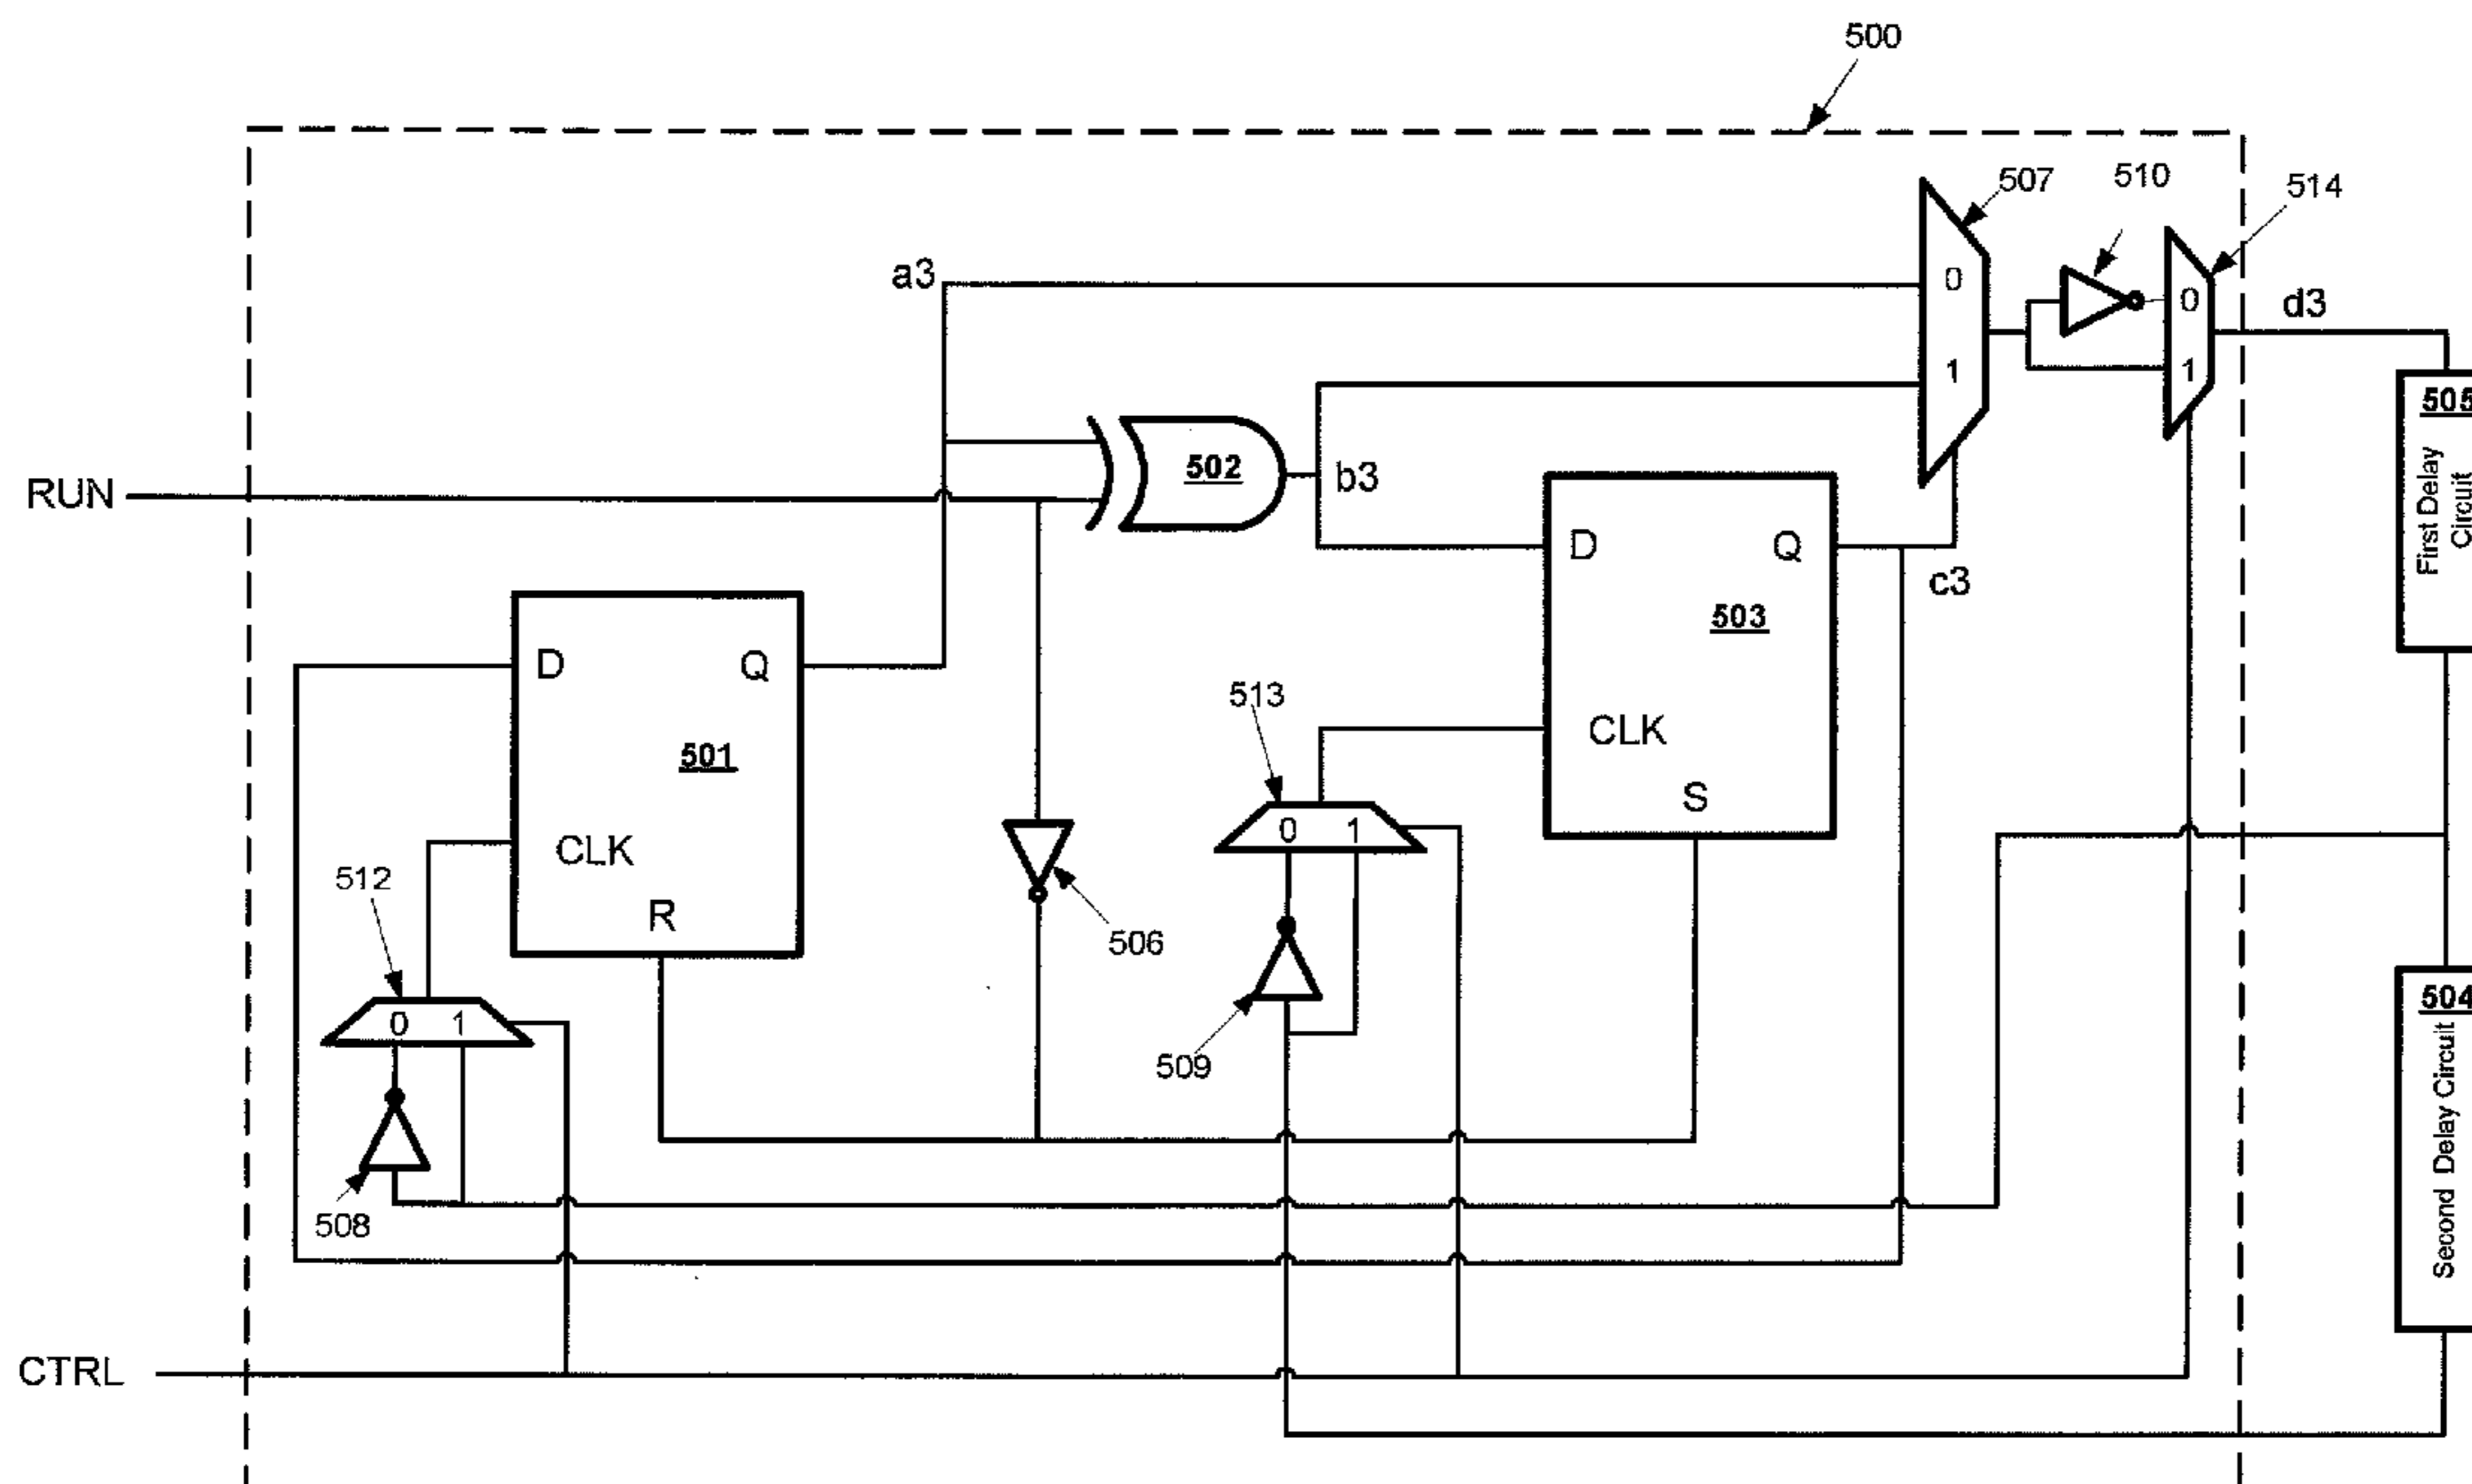 500
507
510
514
a3
0
1
0
1
d3
505
First Delay
Circuit
RUN
502
b3
D
Q
c3
503
CLK
S
D
Q
501
CLK
R
513
0
1
512
0
1
506
509
508
504
Second Delay Circuit
CTRL